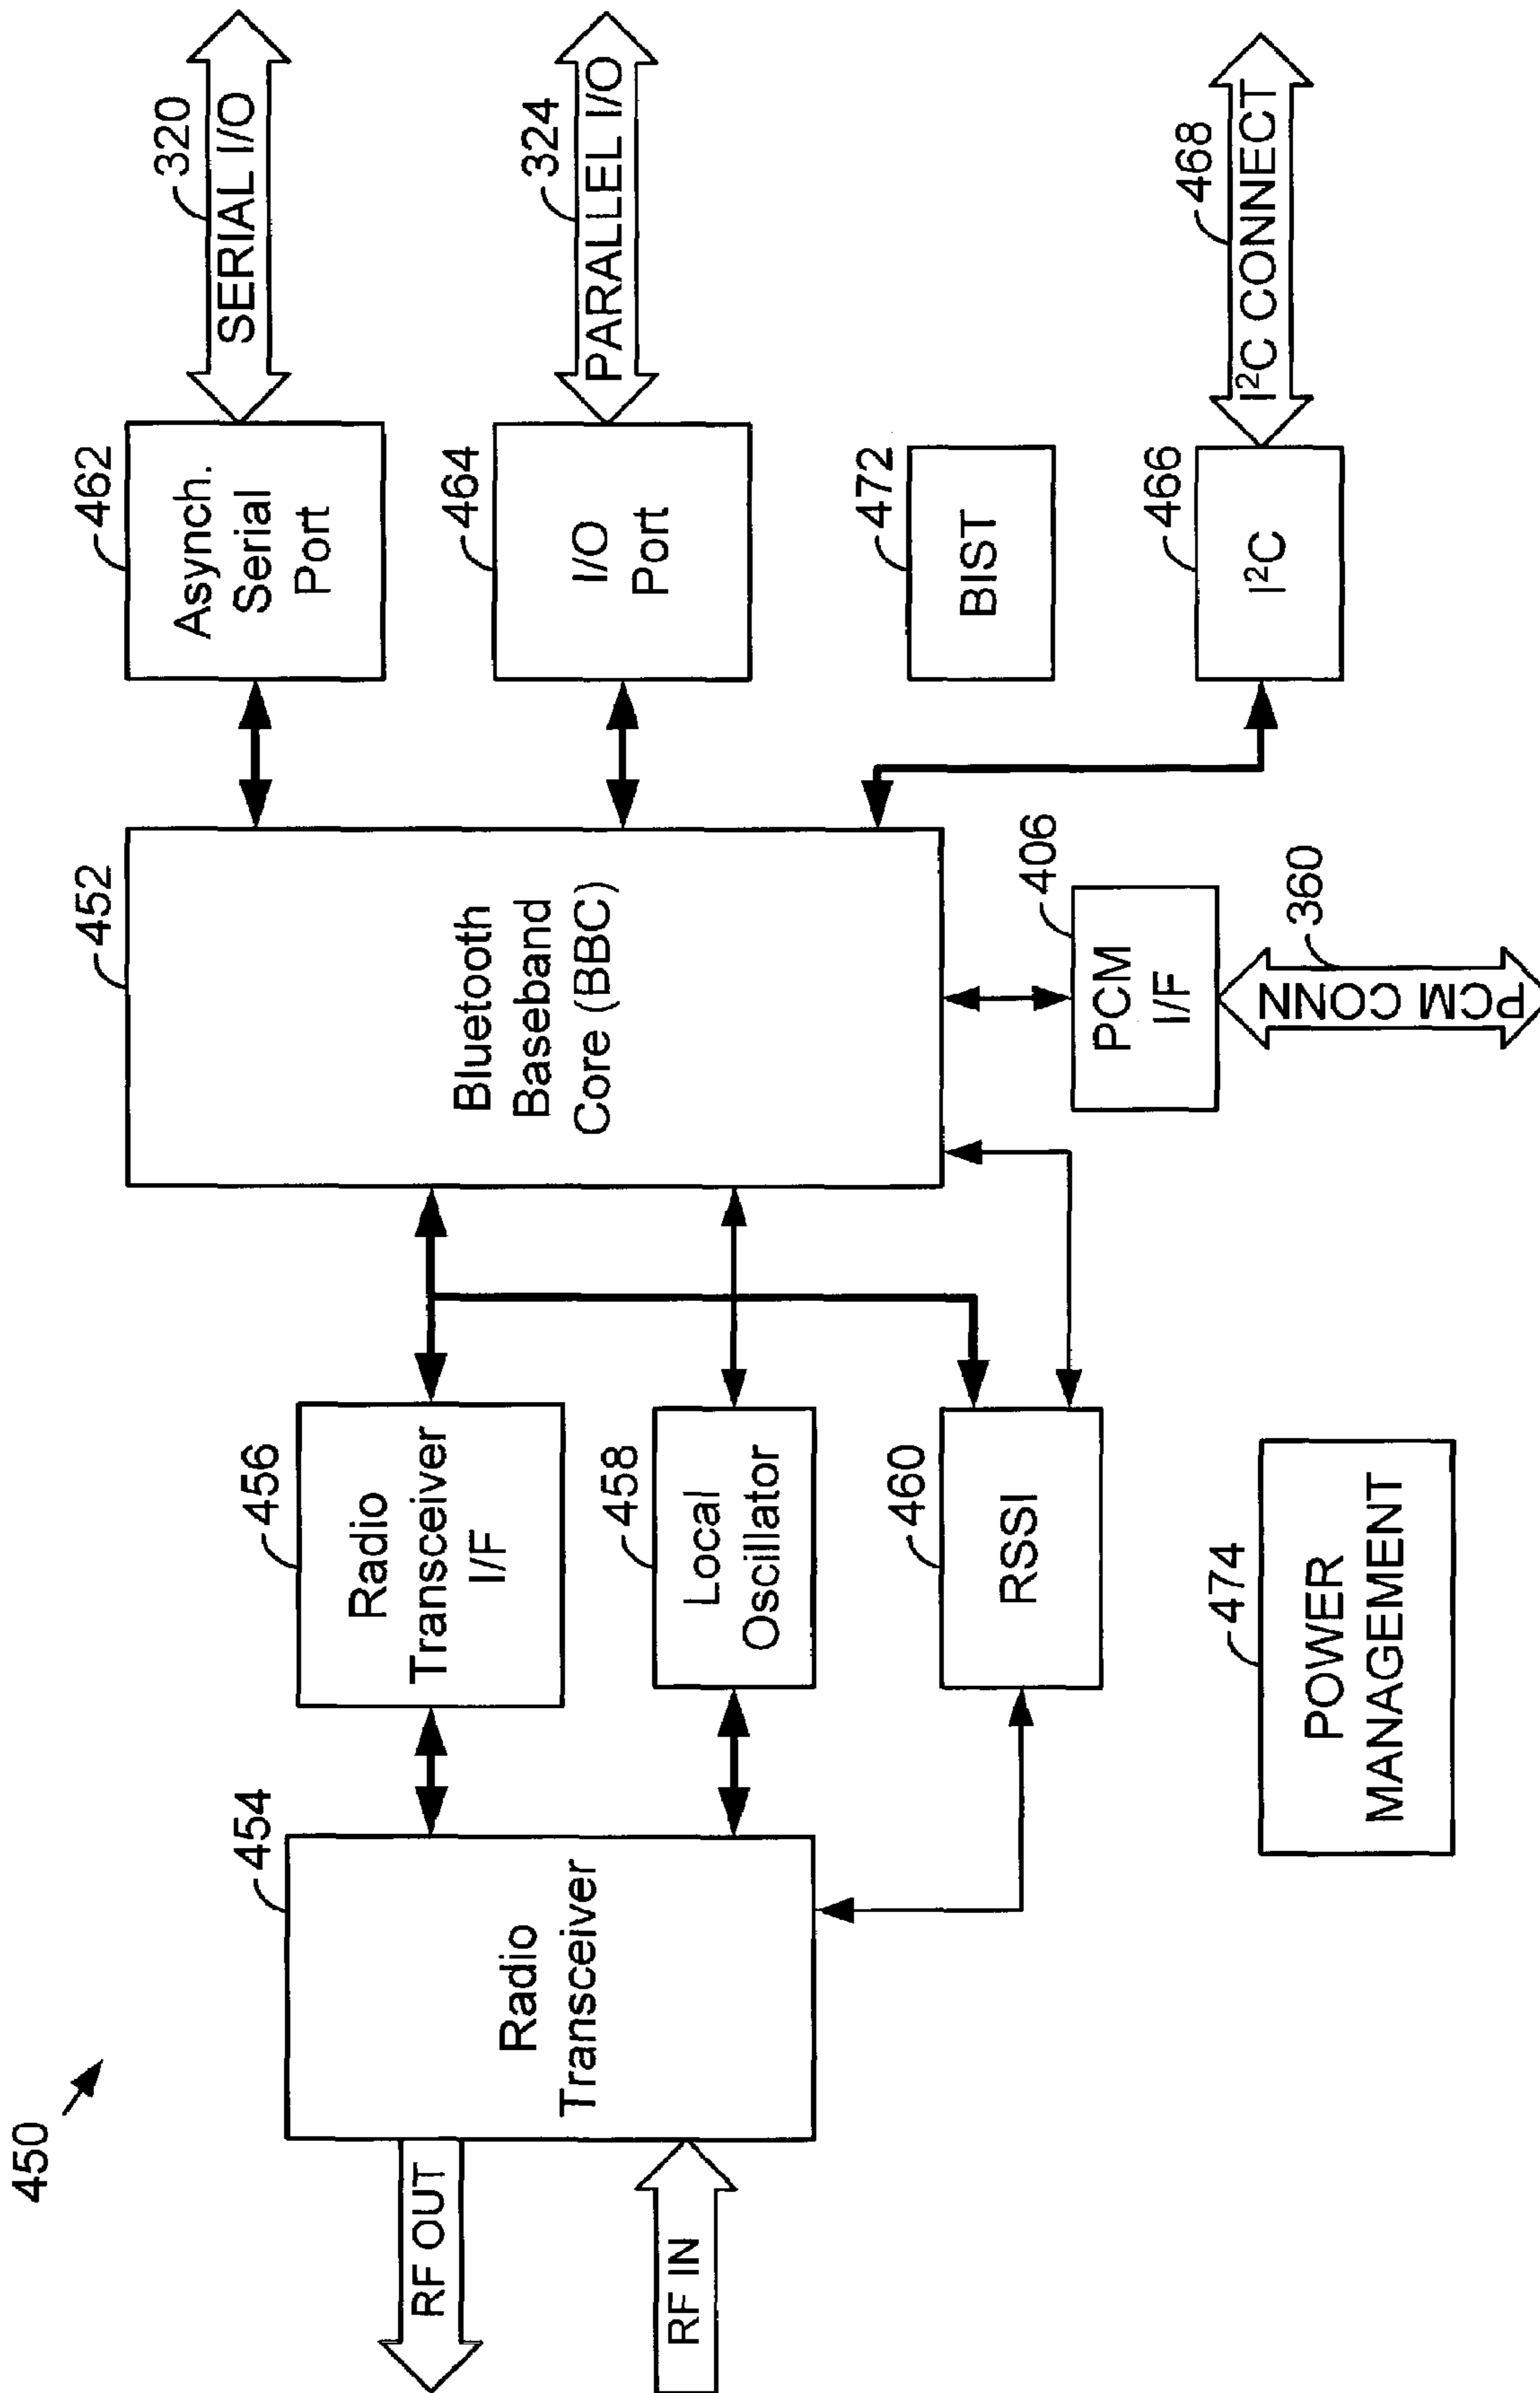 450
RF OUT
RF IN
454
Radio
Transceiver
456
Radio
Transceiver
I/F
458
Local
Oscillator
460
RSSI
474
POWER
MANAGEMENT
452
Bluetooth
Baseband
Core (BBC)
406
PCM
I/F
360
PCM CONN
462
Asynch.
Serial
Port
320
SERIAL I/O
464
I/O
Port
324
PARALLEL I/O
472
BIST
466
I²C
468
I²C CONNECT